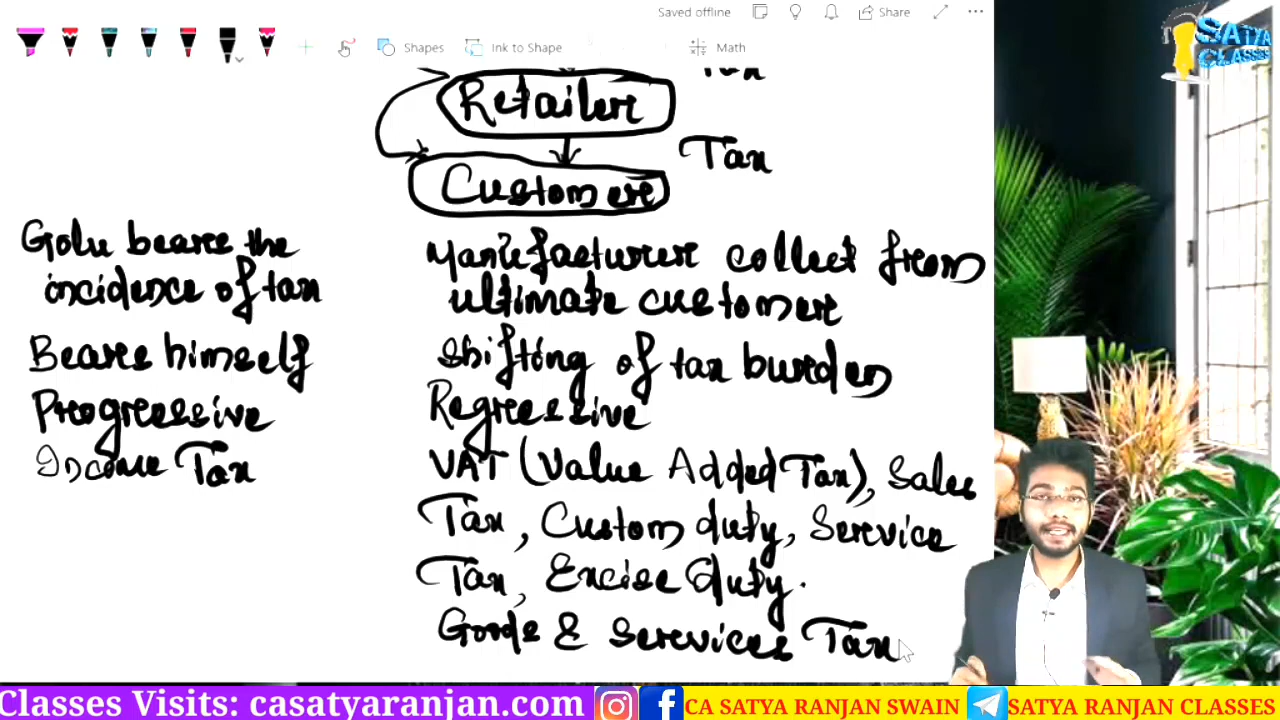 Saved offline
Share
Shapes
Ink to Shape
Math
SATYA
CLASSES
Tax
Retailer
Tax
Customer
Golu bears the
incidence of tax
Bears himself
Progressive
Income Tax
Manufacturer collect from
ultimate customer
Shifting of tax burden
Regressive
VAT (Value Added Tax), Sales
Tax, Custom duty, Service
Tax, Excise duty.
Goods & Services Tax
Classes Visits: casatyaranjan.com
CA SATYA RANJAN SWAIN
SATYA RANJAN CLASSES